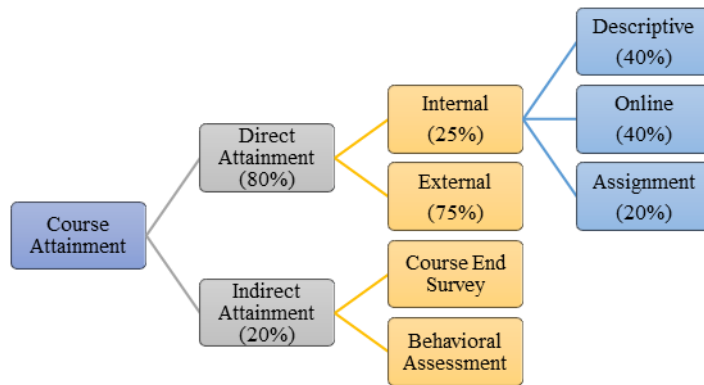 Course
Attainment
Direct
Attainment
(80%)
Indirect
Attainment
(20%)
Internal
(25%)
External
(75%)
Course End
Survey
Behavioral
Assessment
Descriptive
(40%)
Online
(40%)
Assignment
(20%)